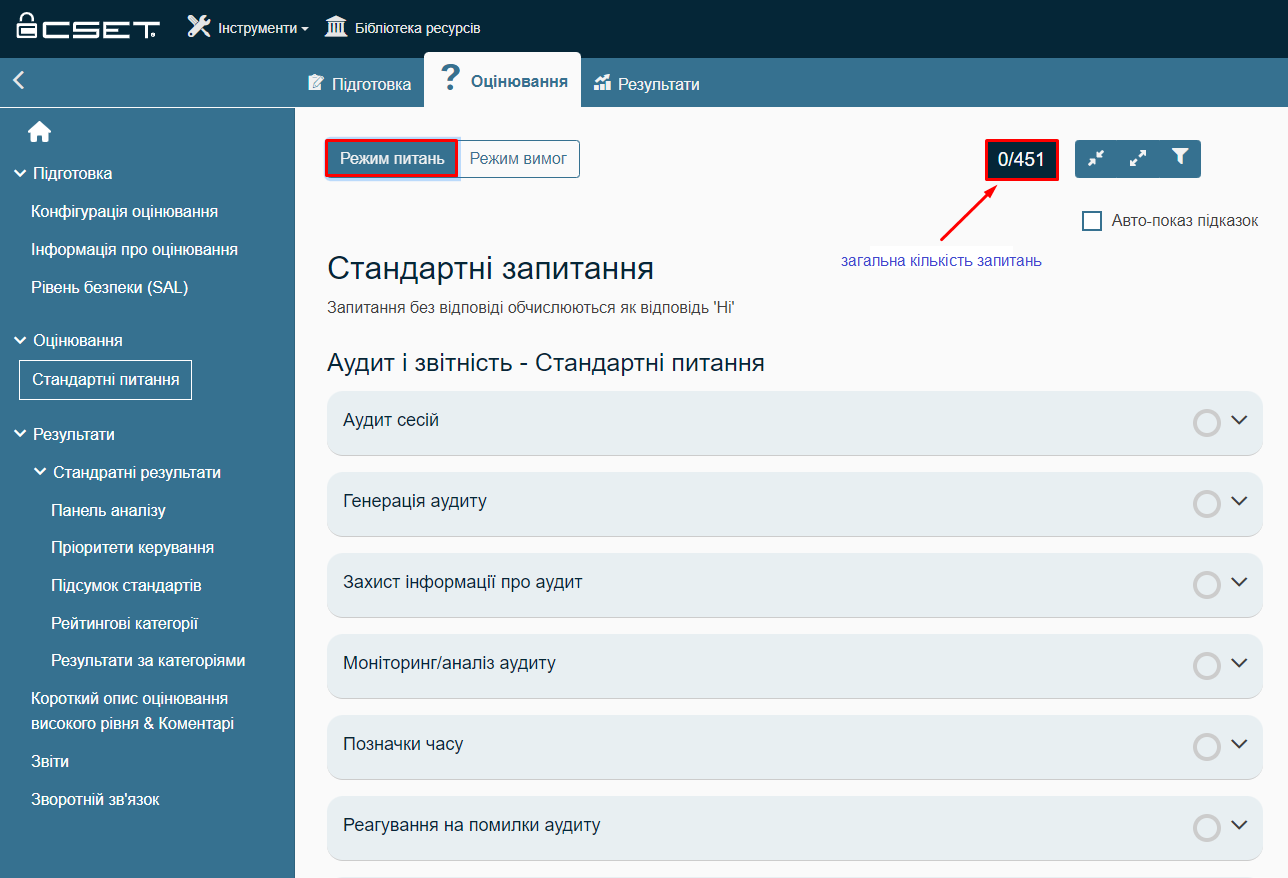 CSET
Інструменти
Бібліотека ресурсів
Підготовка
? Оцінювання
Результати
Підготовка
Конфігурація оцінювання
Інформація про оцінювання
Рівень безпеки (SAL)
Оцінювання
Стандартні питання
Результати
Стандратні результати
Панель аналізу
Пріоритети керування
Підсумок стандартів
Рейтингові категорії
Результати за категоріями
Короткий опис оцінювання
високого рівня & Коментарі
Звіти
Зворотній зв'язок
Режим питань
Режим вимог
0/451
Авто-показ підказок
загальна кількість запитань
Стандартні запитання
Запитання без відповіді обчислюються як відповідь 'Ні'
Аудит і звітність - Стандартні питання
Аудит сесій
Генерація аудиту
Захист інформації про аудит
Моніторинг/аналіз аудиту
Позначки часу
Реагування на помилки аудиту